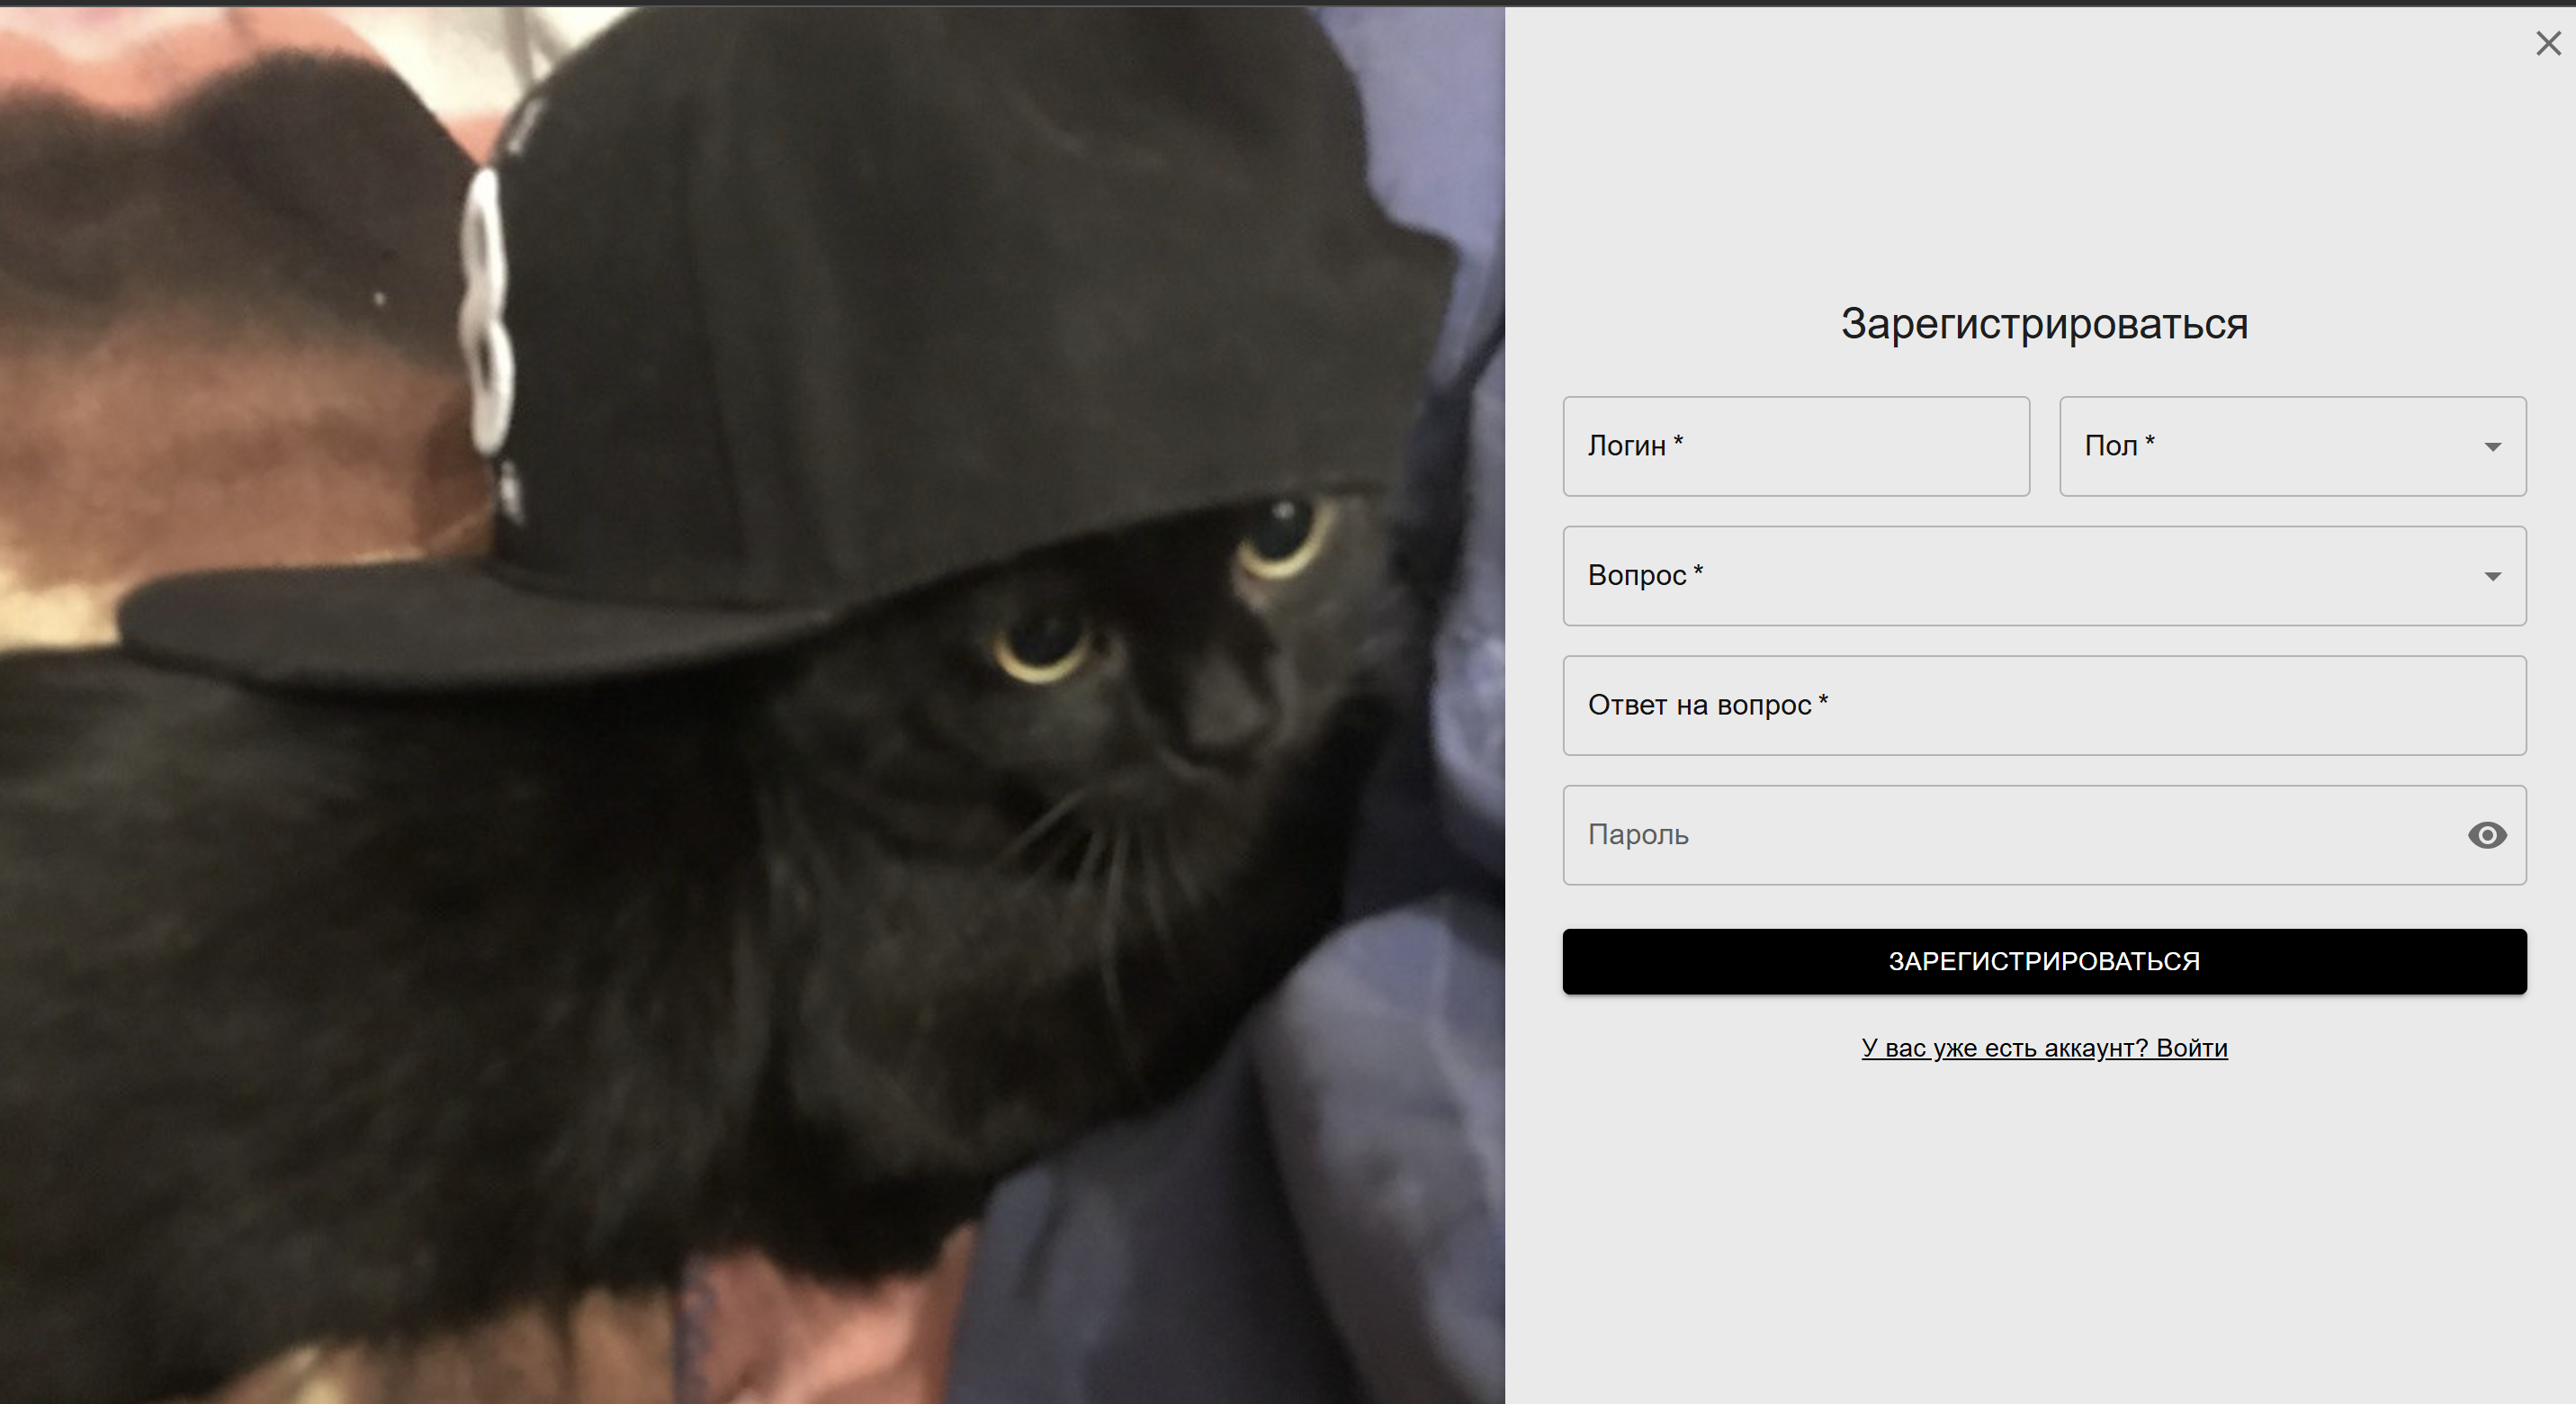 Зарегистрироваться
Логин *
Пол *
Вопрос *
Ответ на вопрос *
Пароль
ЗАРЕГИСТРИРОВАТЬСЯ
У вас уже есть аккаунт? Войти